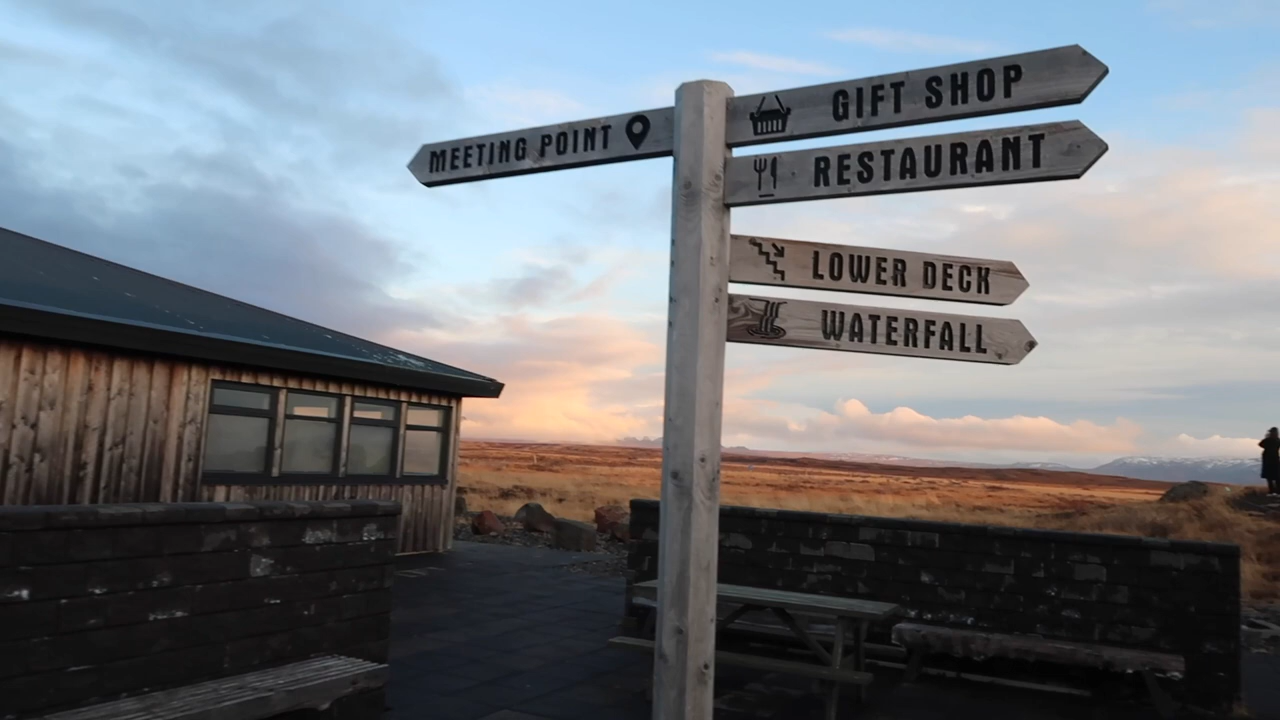 MEETING POINT
GIFT SHOP
RESTAURANT
LOWER DECK
WATERFALL